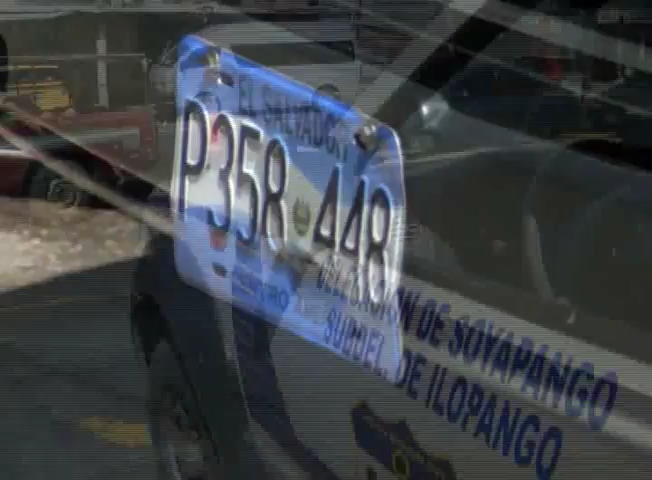 EL SALVADOR
P358 448
DELEGACION DE SOYAPANGO
SUBDEL. DE ILOPANGO